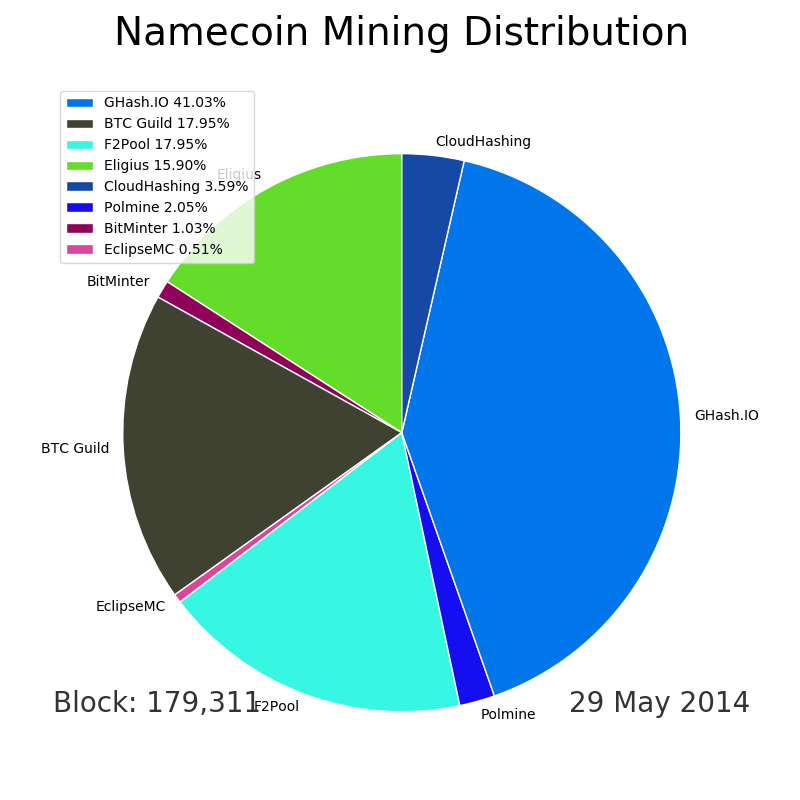 Namecoin Mining Distribution
GHash.IO 41.03%
BTC Guild 17.95%
F2Pool 17.95%
Eligius 15.90%
CloudHashing 3.59%
Polmine 2.05%
BitMinter 1.03%
EclipseMC 0.51%
CloudHashing
Eligius
BitMinter
GHash.IO
BTC Guild
EclipseMC
Block: 179,311
F2Pool
Polmine
29 May 2014